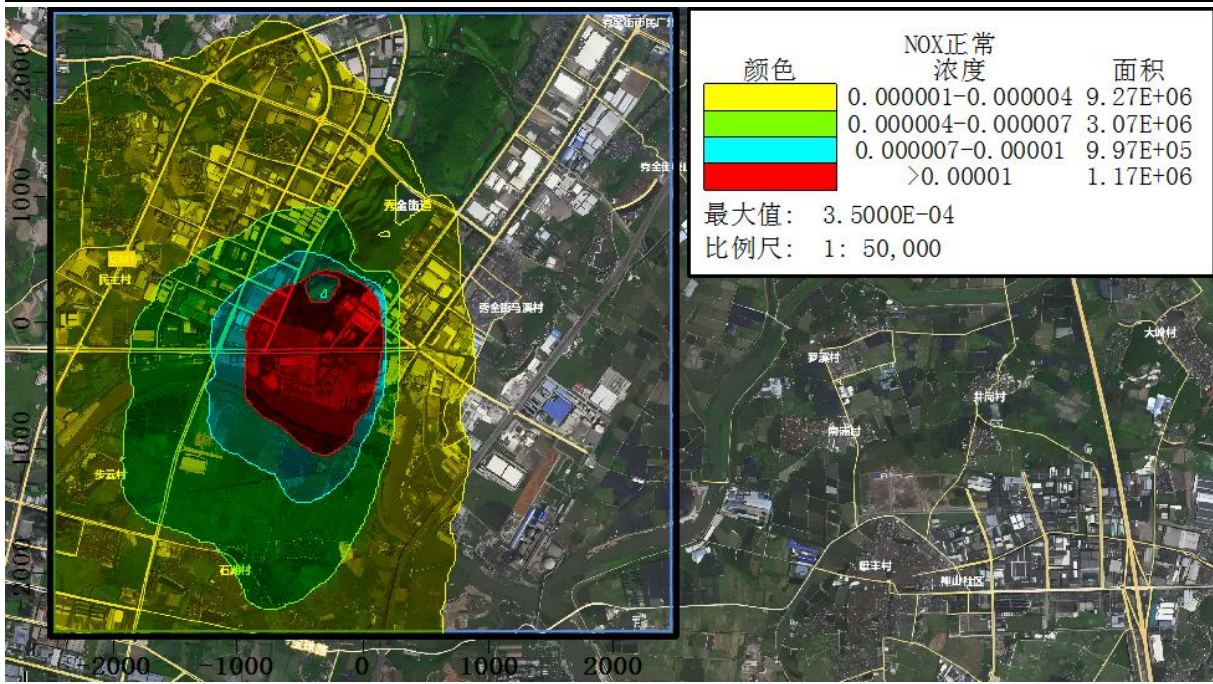 NOX正常
颜色 浓度 面积
0.000001-0.000004 9.27E+06
0.000004-0.000007 3.07E+06
0.000007-0.00001 9.97E+05
>0.00001 1.17E+06
最大值: 3.5000E-04
比例尺: 1: 50,000
2000
1000
0
1000
2000
-2000 -1000 0 1000 2000
秀全街道
民主村
秀全街马溪村
大岭村
罗溪村
井岗村
南浦村
步云村
石湖村
旺丰村
神山社区